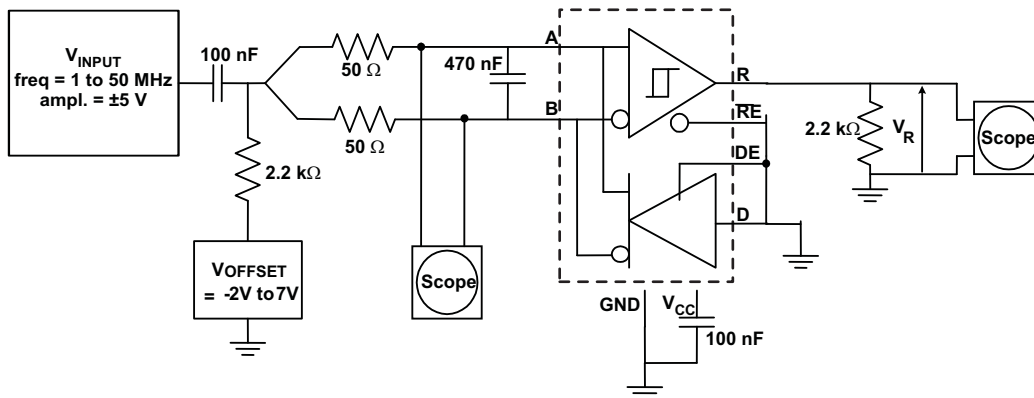 VINPUT
freq = 1 to 50 MHz
ampl. = ±5 V
100 nF
50 Ω
50 Ω
2.2 kΩ
VOFFSET
= -2V to 7V
470 nF
Scope
A
B
R
RE
DE
D
GND
VCC
100 nF
2.2 kΩ
VR
Scope